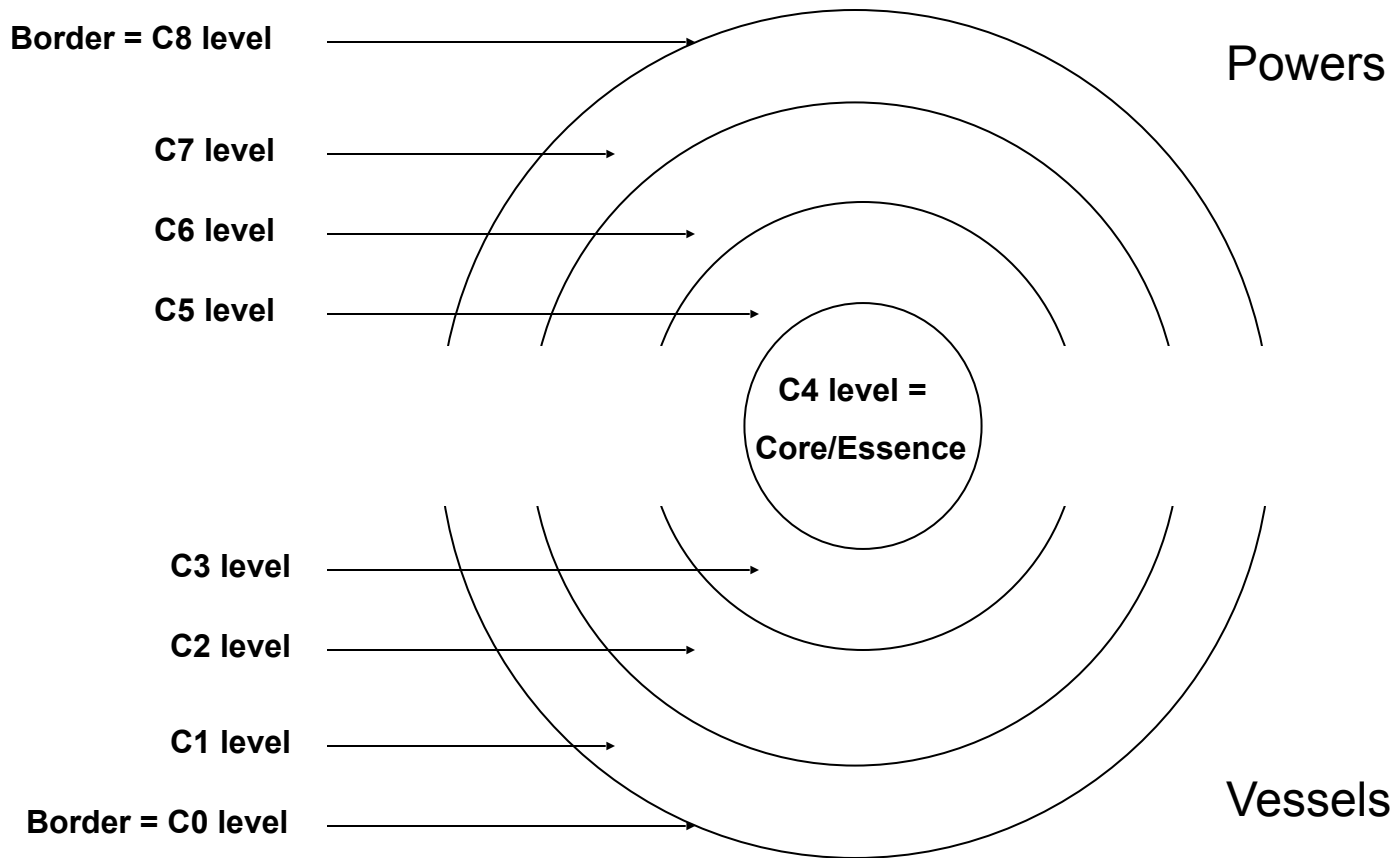 Border = C8 level
Powers
C7 level
C6 level
C5 level
C4 level =
Core/Essence
C3 level
C2 level
C1 level
Vessels
Border = C0 level